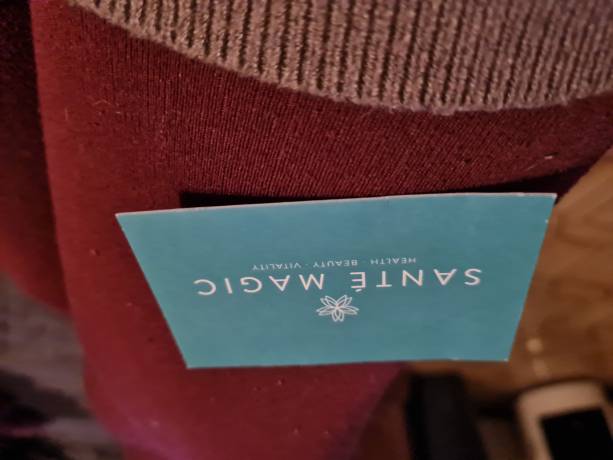 SANTÉ MAGIC
HEALTH · BEAUTY · VITALITY